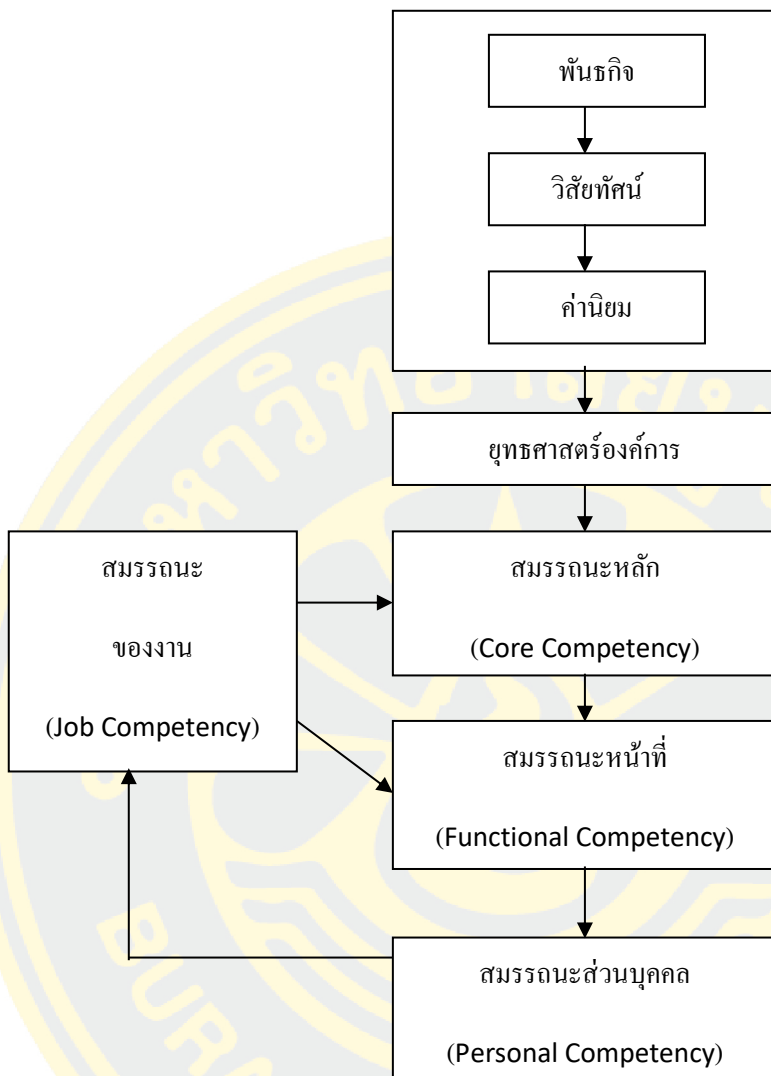 พันธกิจ
วิสัยทัศน์
ค่านิยม
ยุทธศาสตร์องค์การ
สมรรถนะ
ของงาน
(Job Competency)
สมรรถนะหลัก
(Core Competency)
สมรรถนะหน้าที่
(Functional Competency)
สมรรถนะส่วนบุคคล
(Personal Competency)